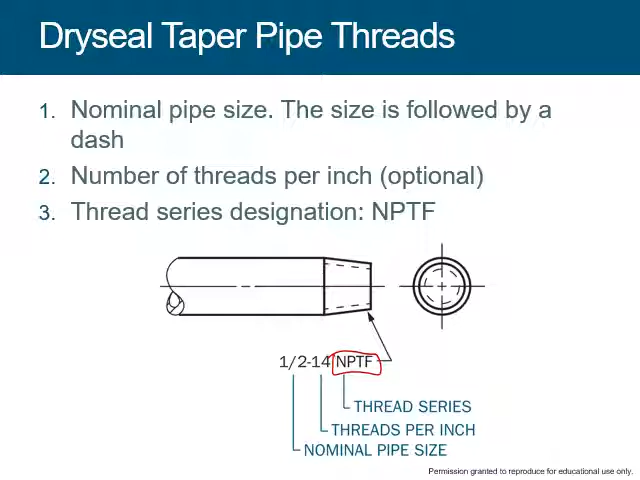 Dryseal Taper Pipe Threads
1. Nominal pipe size. The size is followed by a
dash
2. Number of threads per inch (optional)
3. Thread series designation: NPTF
1/2-14 NPTF
THREAD SERIES
THREADS PER INCH
NOMINAL PIPE SIZE
Permission granted to reproduce for educational use only.